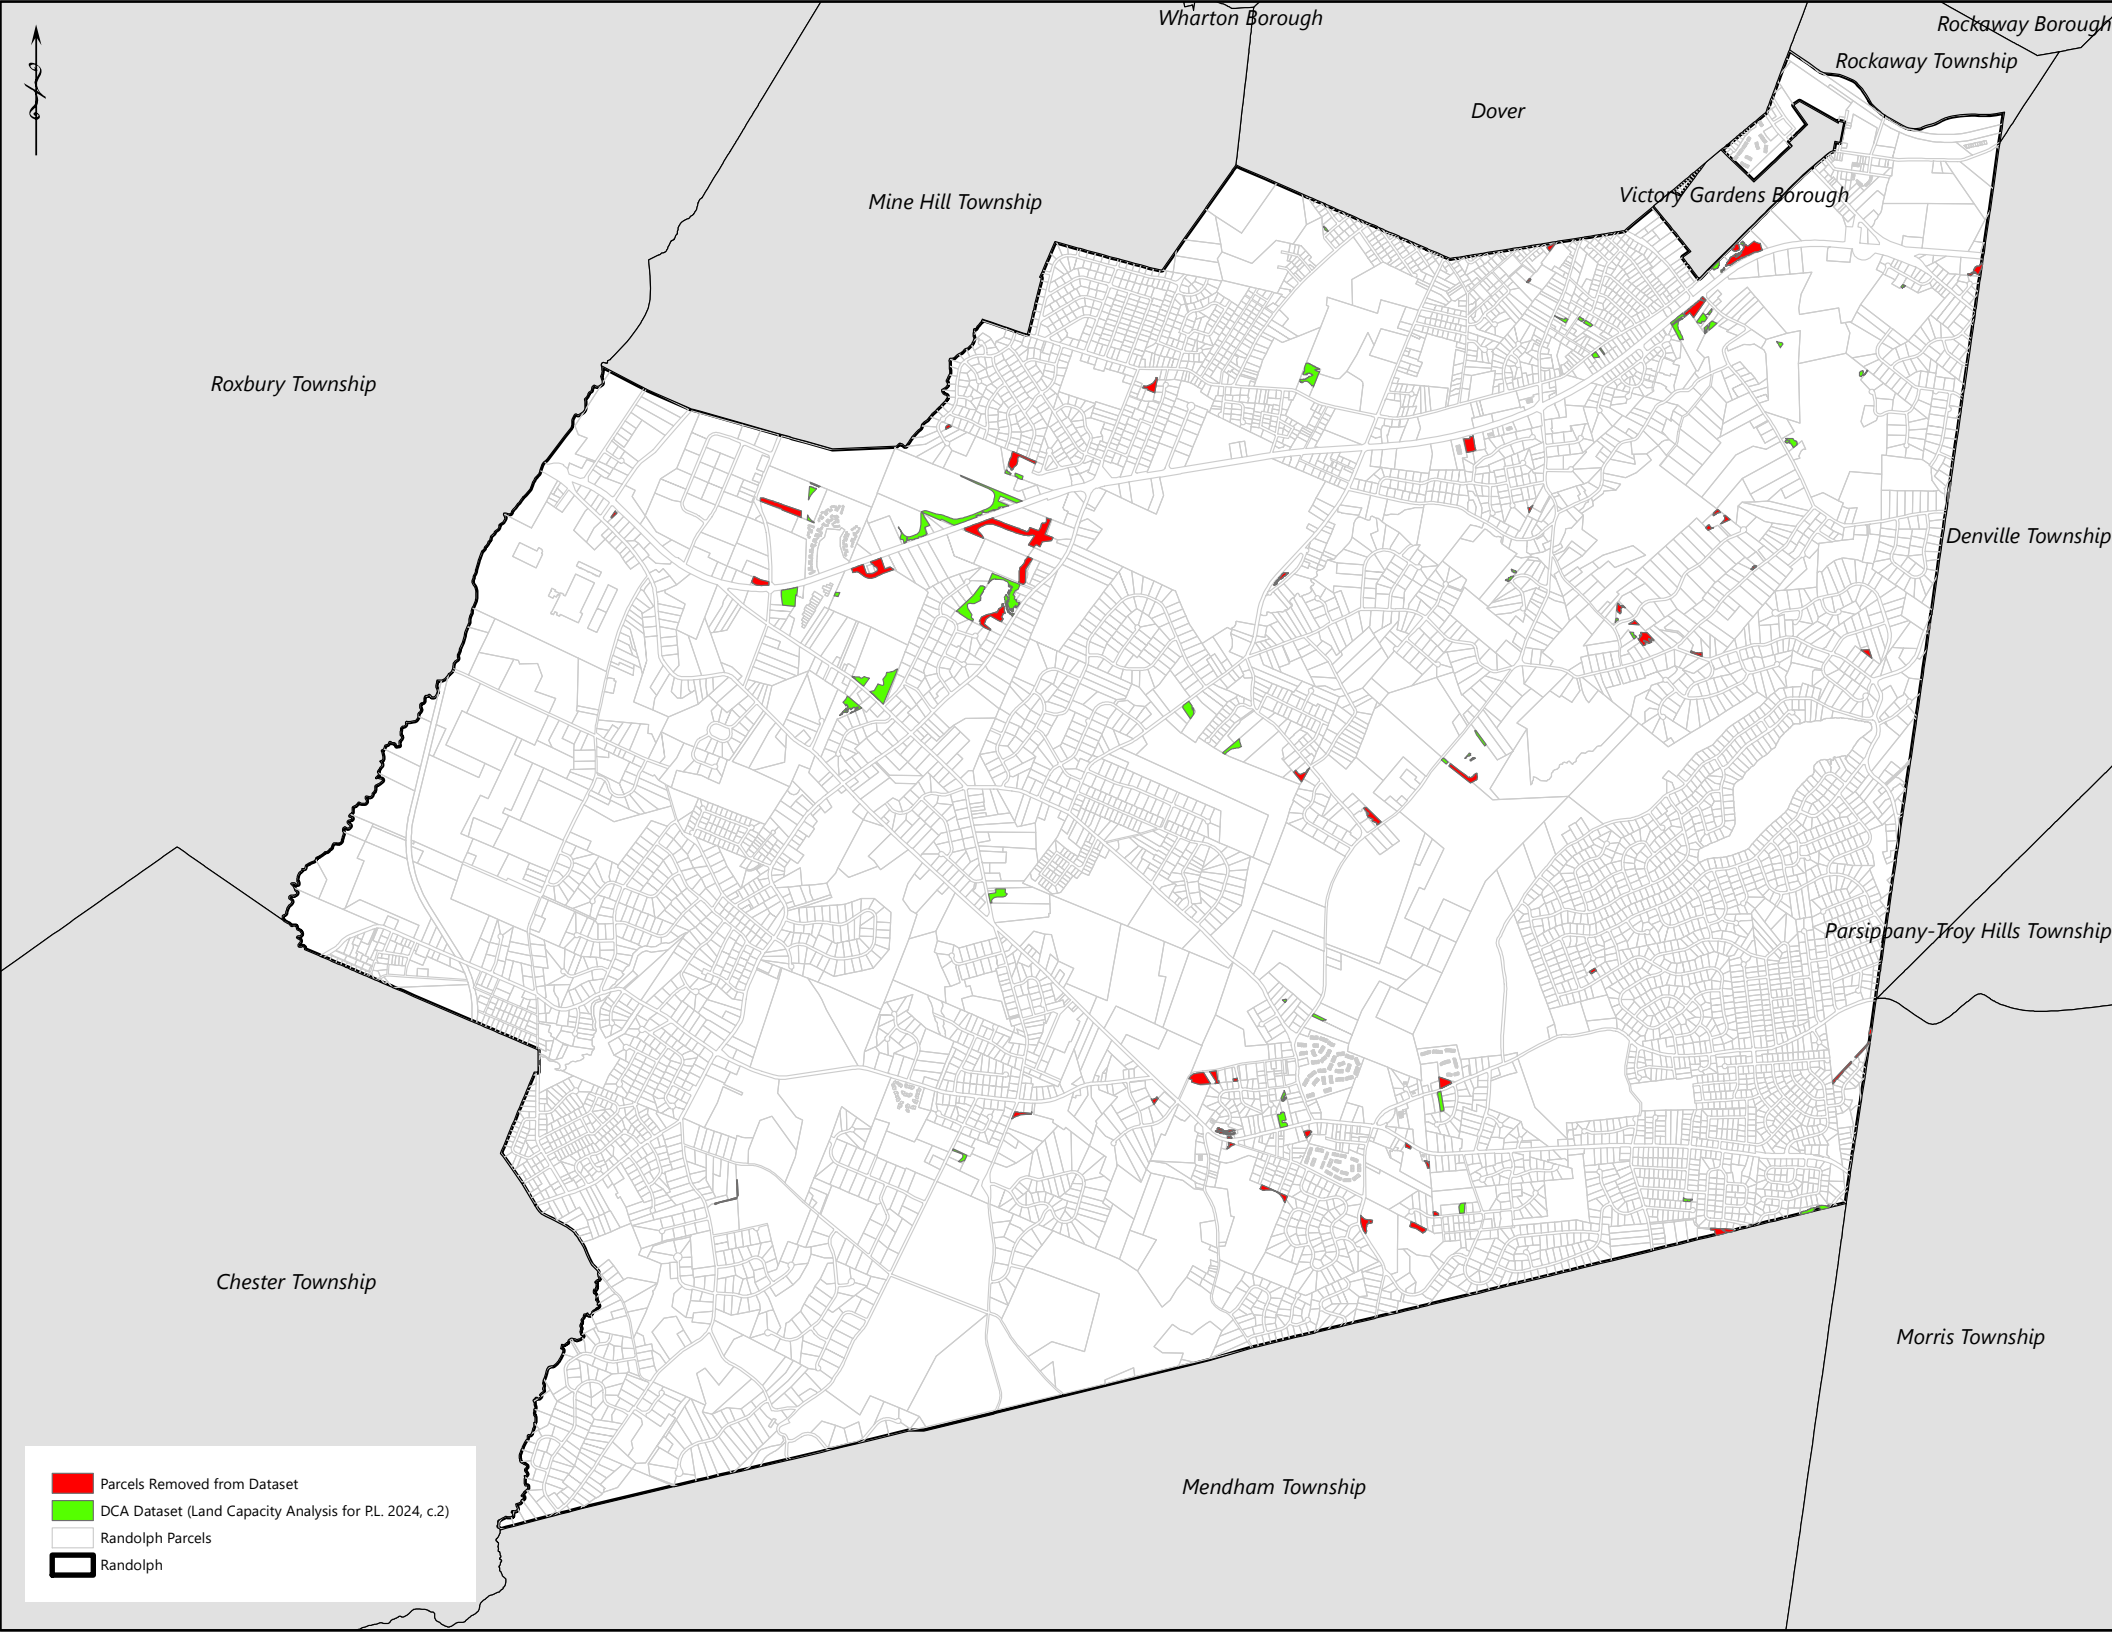 Wharton Borough
Rockaway Borough
Rockaway Township
Dover
Victory Gardens Borough
Mine Hill Township
Roxbury Township
Denville Township
Parsippany-Troy Hills Township
Chester Township
Morris Township
Mendham Township
Parcels Removed from Dataset
DCA Dataset (Land Capacity Analysis for P.L. 2024, c.2)
Randolph Parcels
Randolph